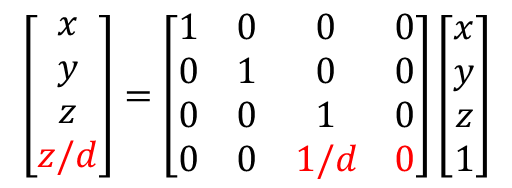 [x y z z/d] = [1 0 0 0; 0 1 0 0; 0 0 1 0; 0 0 1/d 0] [x y z 1]